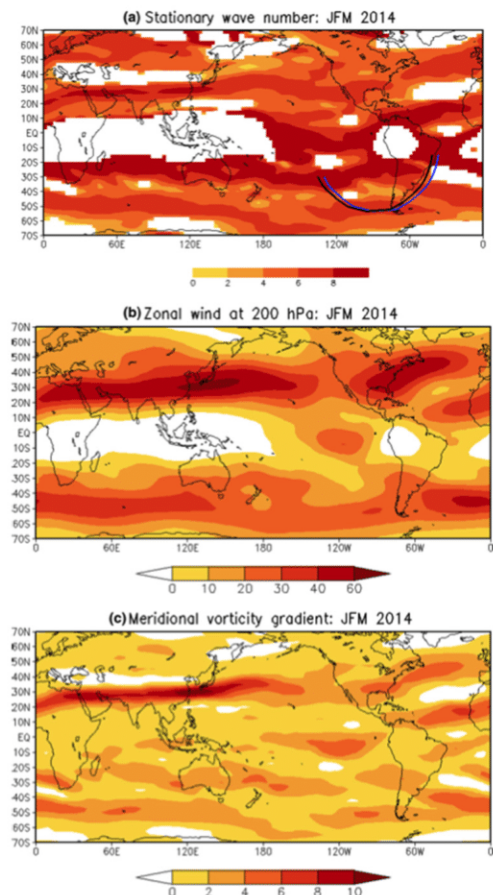 (a) Stationary wave number: JFM 2014
70N
60N
50N
40N
30N
20N
10N
EQ
10S
20S
30S
40S
50S
60S
70S
0 60E 120E 180 120W 60W 0
0 2 4 6 8
(b) Zonal wind at 200 hPa: JFM 2014
70N
60N
50N
40N
30N
20N
10N
EQ
10S
20S
30S
40S
50S
60S
70S
0 60E 120E 180 120W 60W 0
0 10 20 30 40 60
(c) Meridional vorticity gradient: JFM 2014
70N
60N
50N
40N
30N
20N
10N
EQ
10S
20S
30S
40S
50S
60S
70S
0 60E 120E 180 120W 60W 0
0 2 4 6 8 10